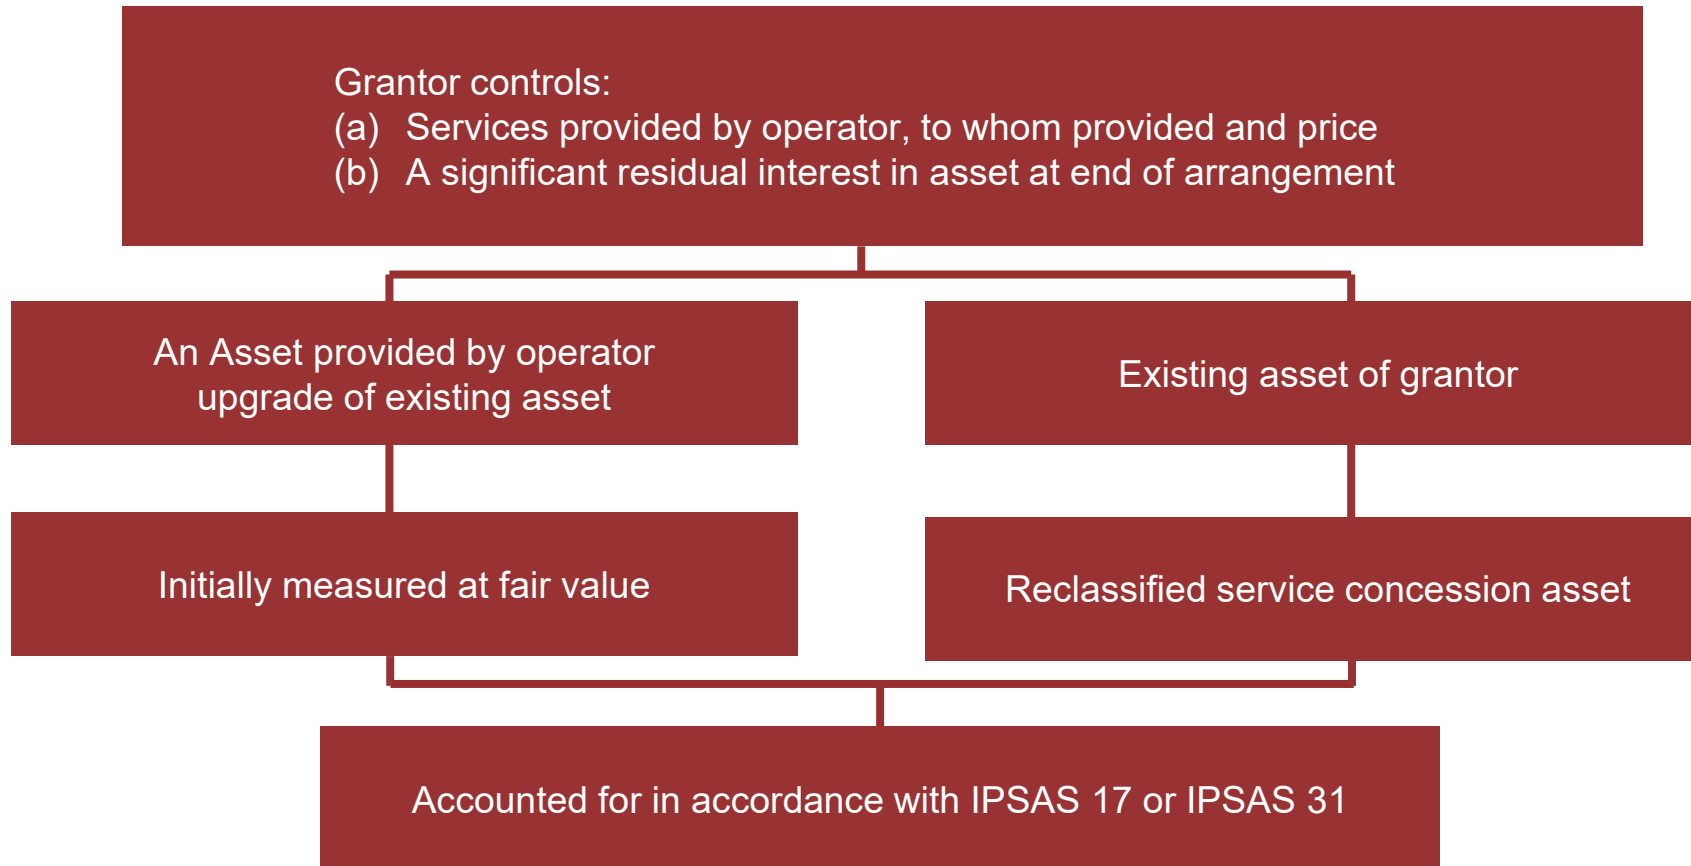 Grantor controls:
(a) Services provided by operator, to whom provided and price
(b) A significant residual interest in asset at end of arrangement
An Asset provided by operator
upgrade of existing asset
Existing asset of grantor
Initially measured at fair value
Reclassified service concession asset
Accounted for in accordance with IPSAS 17 or IPSAS 31